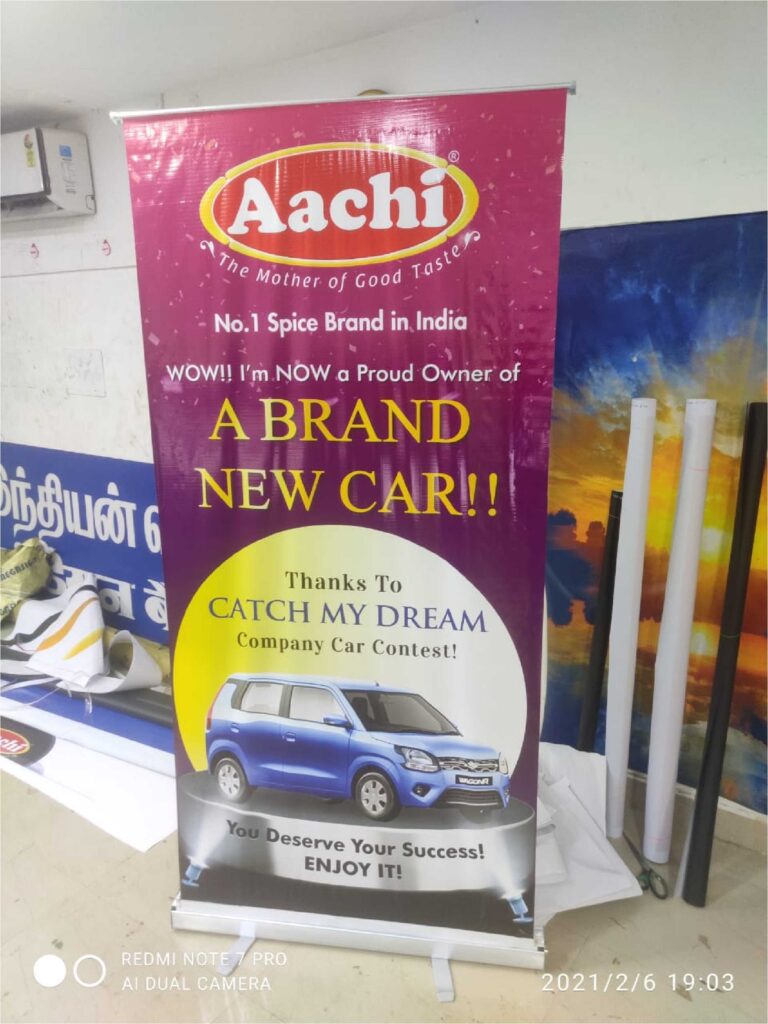 Aachi®
The Mother of Good Taste
No.1 Spice Brand in India
WOW!! I'm NOW a Proud Owner of
A BRAND
NEW CAR!!
Thanks To
CATCH MY DREAM
Company Car Contest!
WAGONR
You Deserve Your Success!
ENJOY IT!
REDMI NOTE 7 PRO
AI DUAL CAMERA
2021/2/6 19:03